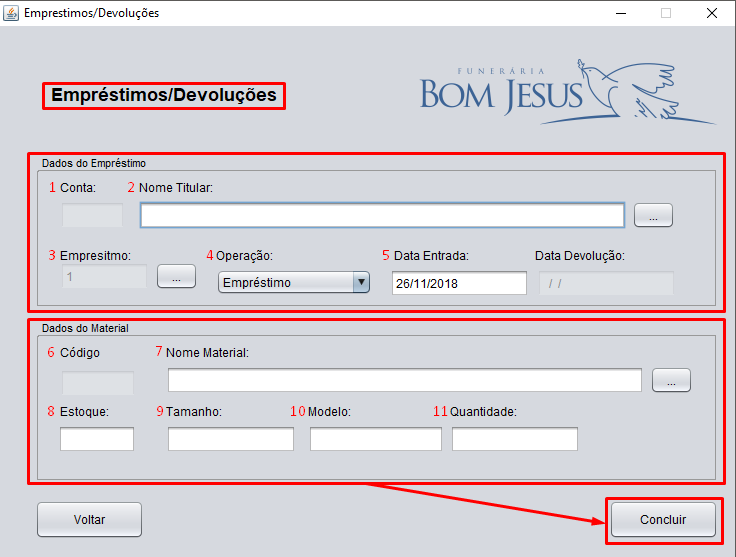 Emprestimos/Devoluções
Empréstimos/Devoluções
FUNERÁRIA
BOM JESUS
Dados do Empréstimo
1 Conta: 2 Nome Titular:
...
3 Empresitmo: 4 Operação: 5 Data Entrada: Data Devolução:
1 ... Empréstimo 26/11/2018 / /
Dados do Material
6 Código 7 Nome Material:
...
8 Estoque: 9 Tamanho: 10 Modelo: 11 Quantidade:
Voltar Concluir